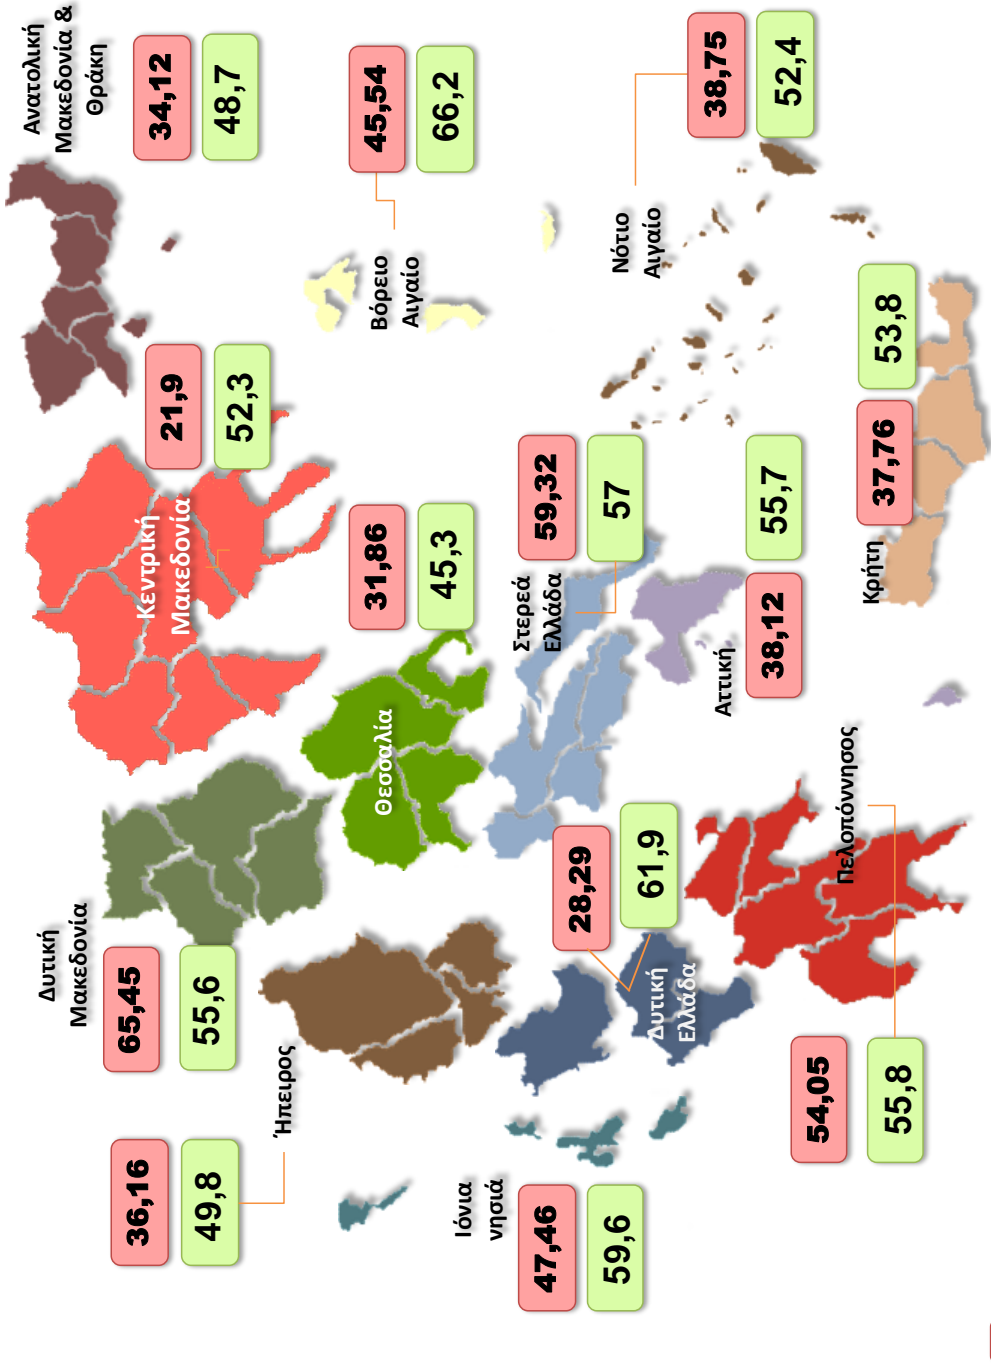 Ανατολική
Μακεδονία &
Θράκη
34,12
48,7
21,9
52,3
Κεντρική
Μακεδονία
Δυτική
Μακεδονία
65,45
55,6
36,16
49,8
Ήπειρος
45,54
66,2
Βόρειο
Αιγαίο
31,86
45,3
Θεσσαλία
Ιόνια
νησιά
47,46
59,6
59,32
57
Στερεά
Ελλάδα
28,29
61,9
Δυτική
Ελλάδα
38,75
52,4
Νότιο
Αιγαίο
Αττική
38,12
55,7
Πελοπόννησος
54,05
55,8
Κρήτη
37,76
53,8